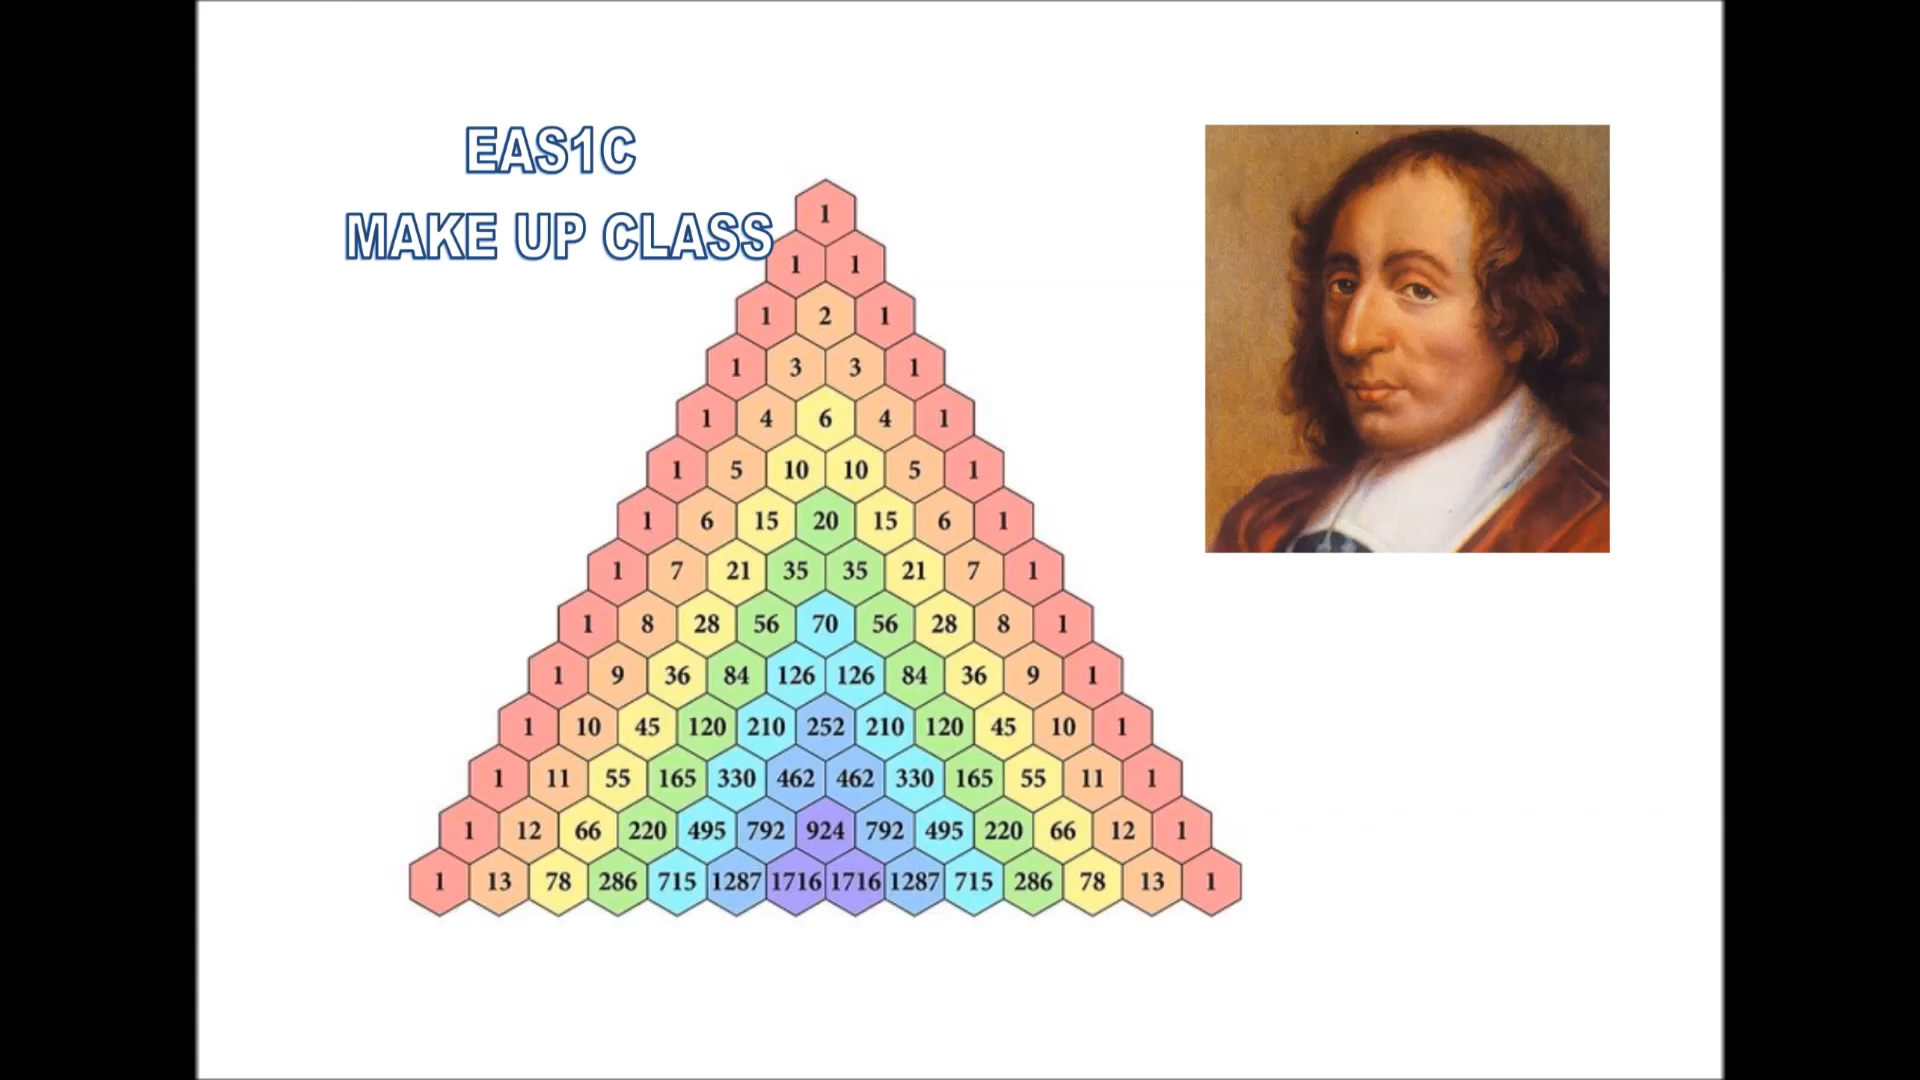 EAS1C
MAKE UP CLASS
1
1 1
1 2 1
1 3 3 1
1 4 6 4 1
1 5 10 10 5 1
1 6 15 20 15 6 1
1 7 21 35 35 21 7 1
1 8 28 56 70 56 28 8 1
1 9 36 84 126 126 84 36 9 1
1 10 45 120 210 252 210 120 45 10 1
1 11 55 165 330 462 462 330 165 55 11 1
1 12 66 220 495 792 924 792 495 220 66 12 1
1 13 78 286 715 1287 1716 1716 1287 715 286 78 13 1